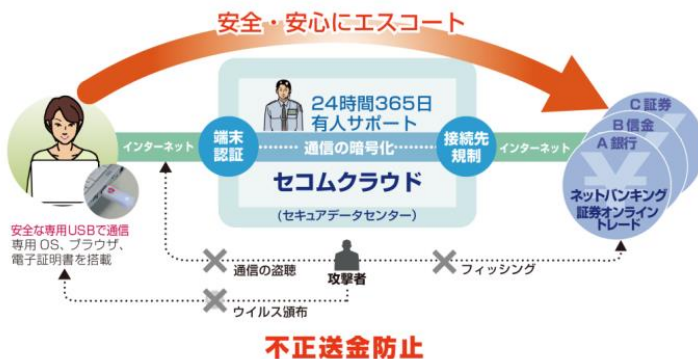 安全・安心にエスコート
24時間365日
有人サポート
C 証券
B 信金
A 銀行
インターネット
端末
認証
通信の暗号化
接続先
規制
インターネット
セコムクラウド
(セキュアデータセンター)
ネットバンキング
証券オンライン
トレード
安全な専用USBで通信
専用 OS、ブラウザ、
電子証明書を搭載
通信の盗聴
攻撃者
フィッシング
ウイルス頒布
不正送金防止